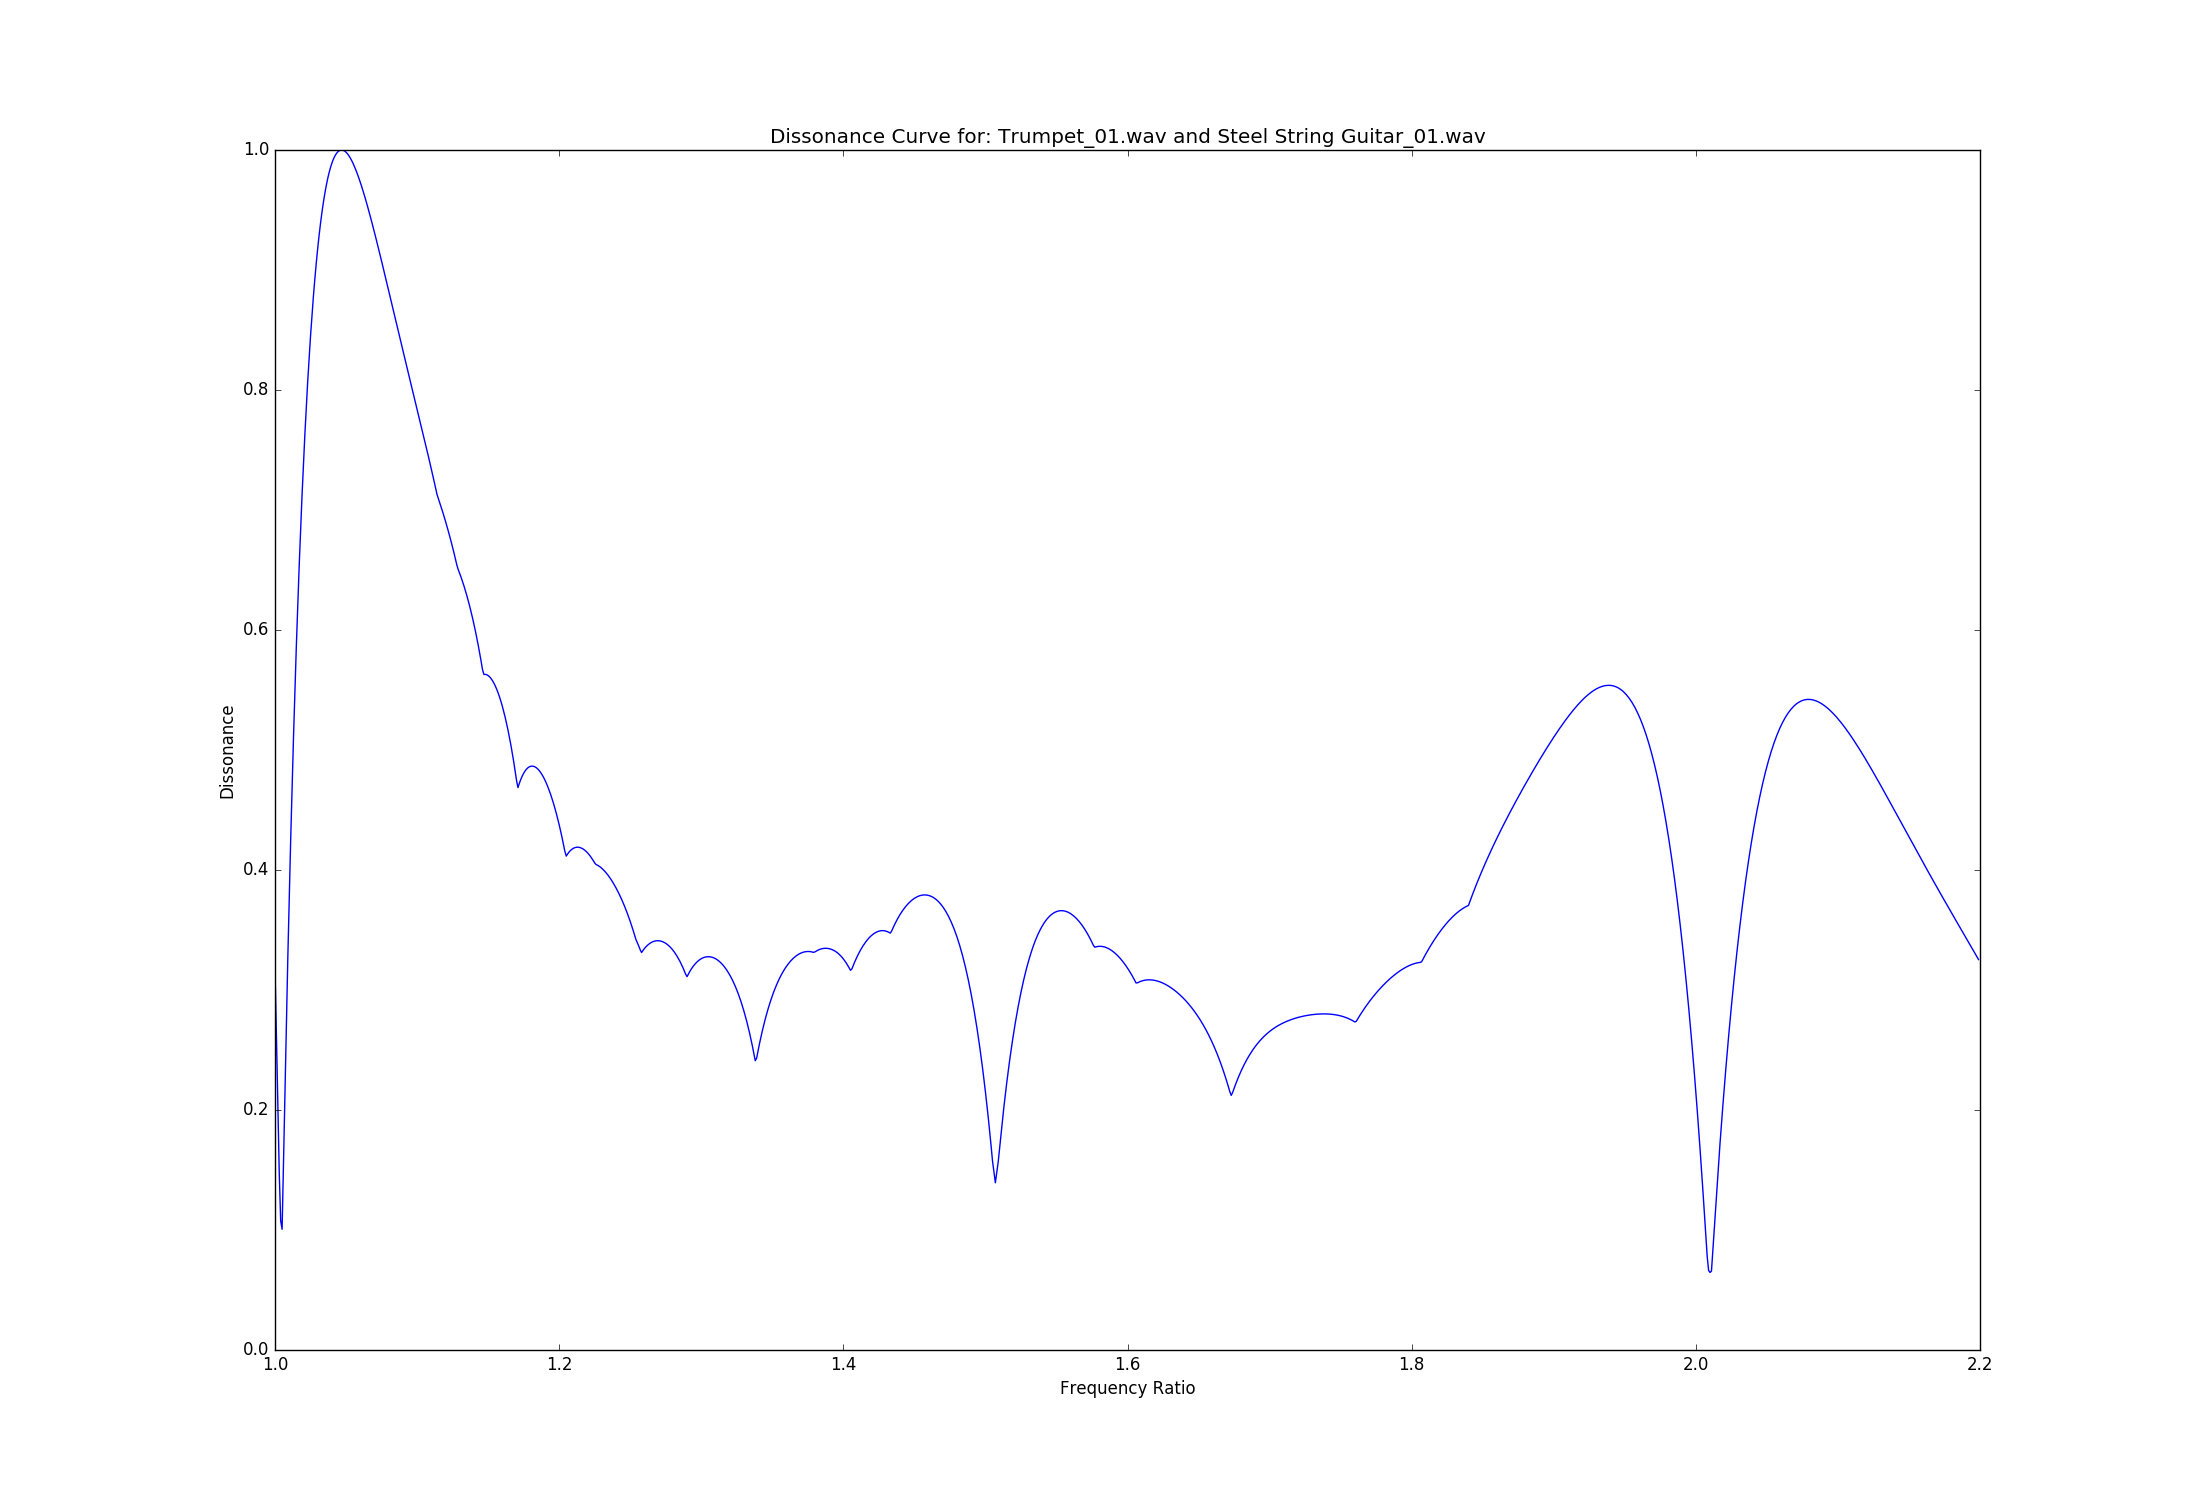 Dissonance Curve for: Trumpet_01.wav and Steel String Guitar_01.wav
1.0
0.8
0.6
0.4
0.2
0.0
Dissonance
1.0 1.2 1.4 1.6 1.8 2.0 2.2
Frequency Ratio